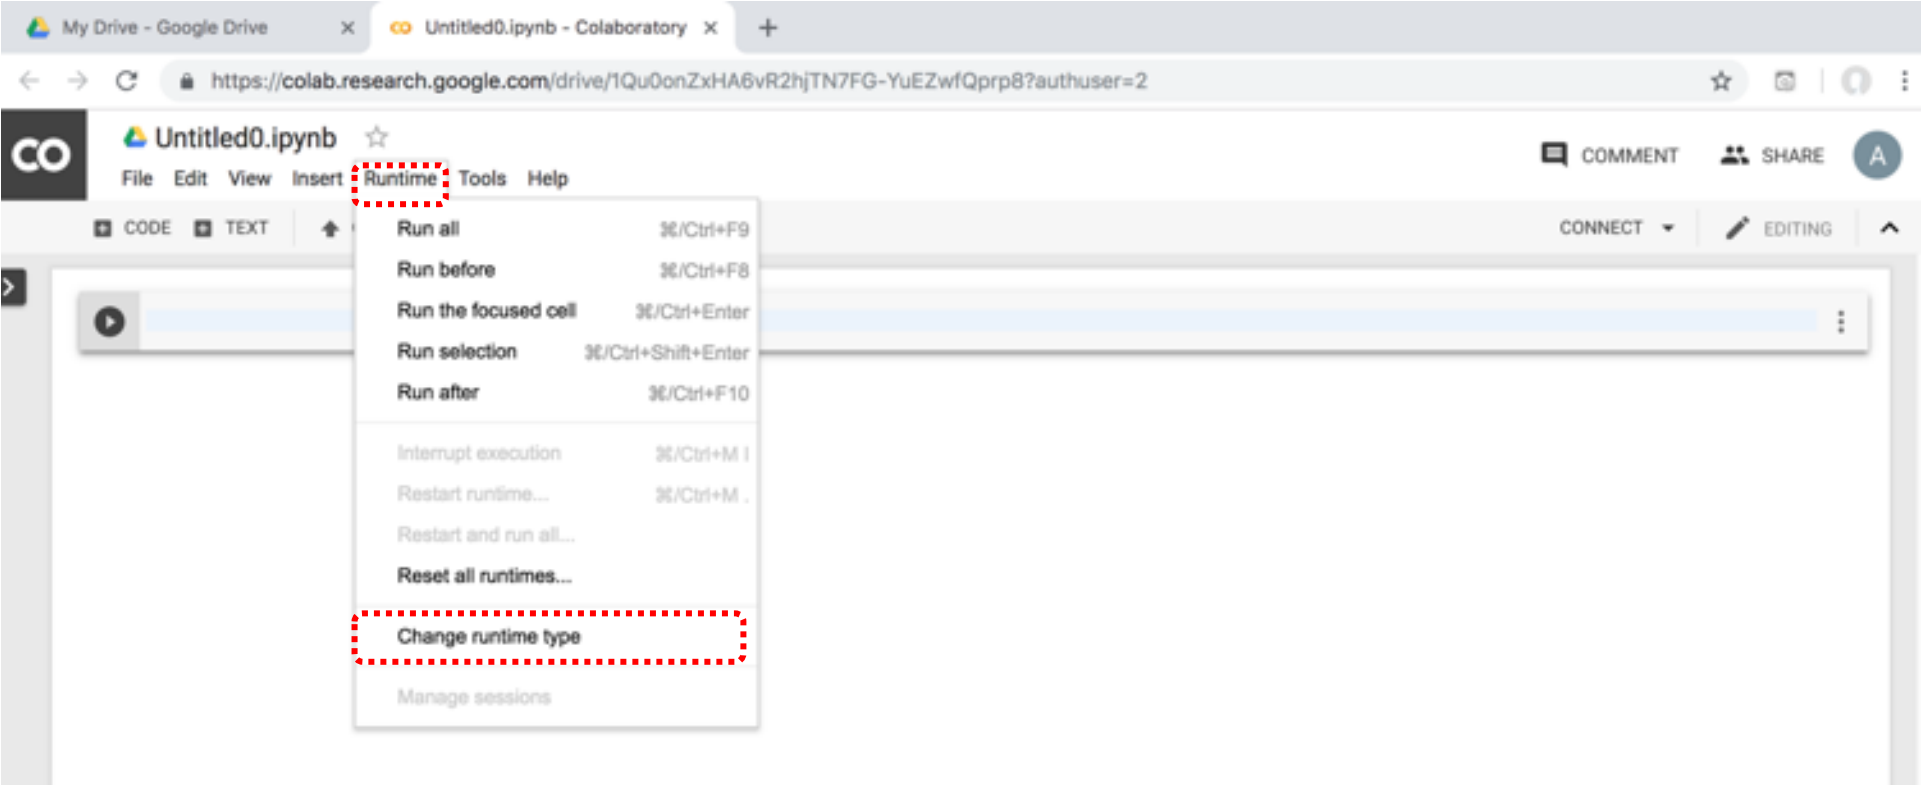 My Drive - Google Drive
Untitled0.ipynb - Colaboratory
https://colab.research.google.com/drive/1Qu0onZxHA6vR2hjTN7FG-YuEZwfQprp8?authuser=2
CO
Untitled0.ipynb
COMMENT
SHARE
A
File Edit View Insert Runtime Tools Help
CODE
TEXT
CONNECT
EDITING
Run all ⌘/Ctrl+F9
Run before ⌘/Ctrl+F8
Run the focused cell ⌘/Ctrl+Enter
Run selection ⌘/Ctrl+Shift+Enter
Run after ⌘/Ctrl+F10
Interrupt execution ⌘/Ctrl+M I
Restart runtime... ⌘/Ctrl+M .
Restart and run all...
Reset all runtimes...
Change runtime type
Manage sessions